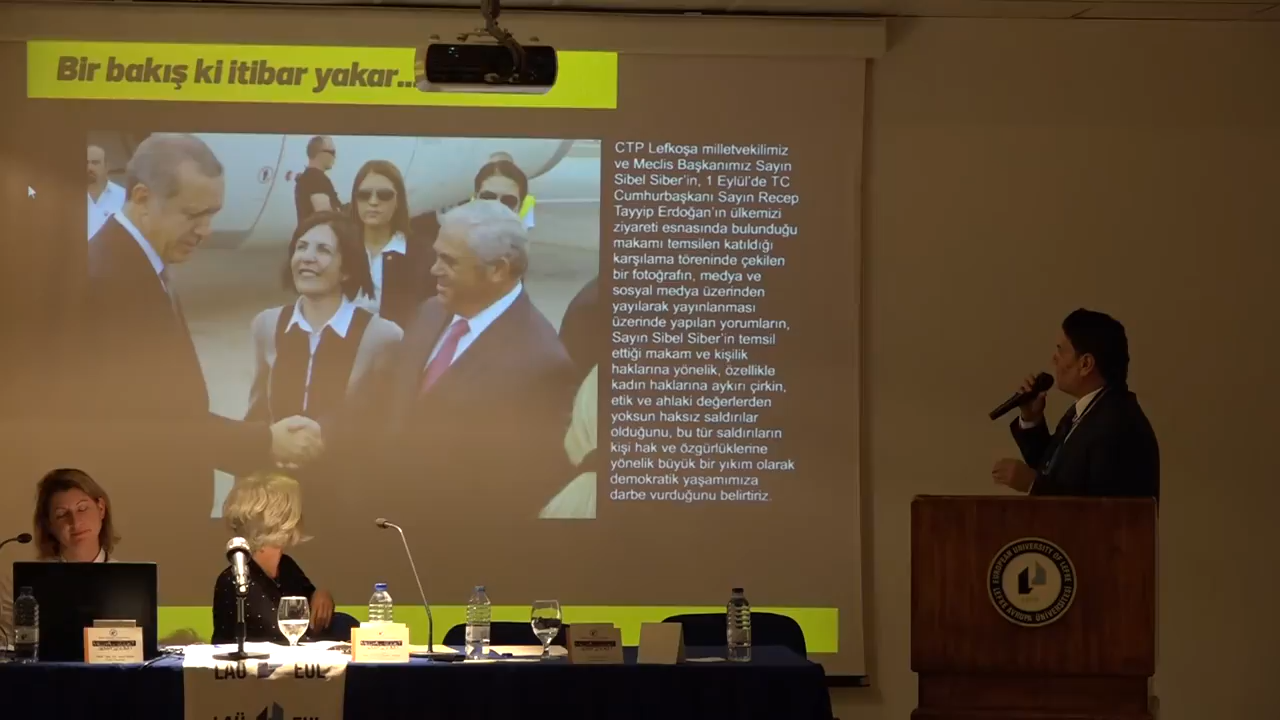 Bir bakış ki itibar yakar...
CTP Lefkoşa milletvekilimiz
ve Meclis Başkanımız Sayın
Sibel Siber'in, 1 Eylül'de TC
Cumhurbaşkanı Sayın Recep
Tayyip Erdoğan'ın ülkemizi
ziyareti esnasında bulunduğu
makamı temsilen katıldığı
karşılama töreninde çekilen
bir fotoğrafın, medya ve
sosyal medya üzerinden
yayılarak yayınlanması
üzerinde yapılan yorumların,
Sayın Sibel Siber'in temsil
ettiği makam ve kişilik
haklarına yönelik, özellikle
kadın haklarına aykırı çirkin,
etik ve ahlaki değerlerden
yoksun haksız saldırılar
olduğunu, bu tür saldırıların
kişi hak ve özgürlüklerine
yönelik büyük bir yıkım olarak
demokratik yaşamımıza
darbe vurduğunu belirtiriz.
EUROPEAN UNIVERSITY OF LEFKE
LEFKE AVRUPA ÜNİVERSİTESİ
LAÜ EUL
LAÜ EUL